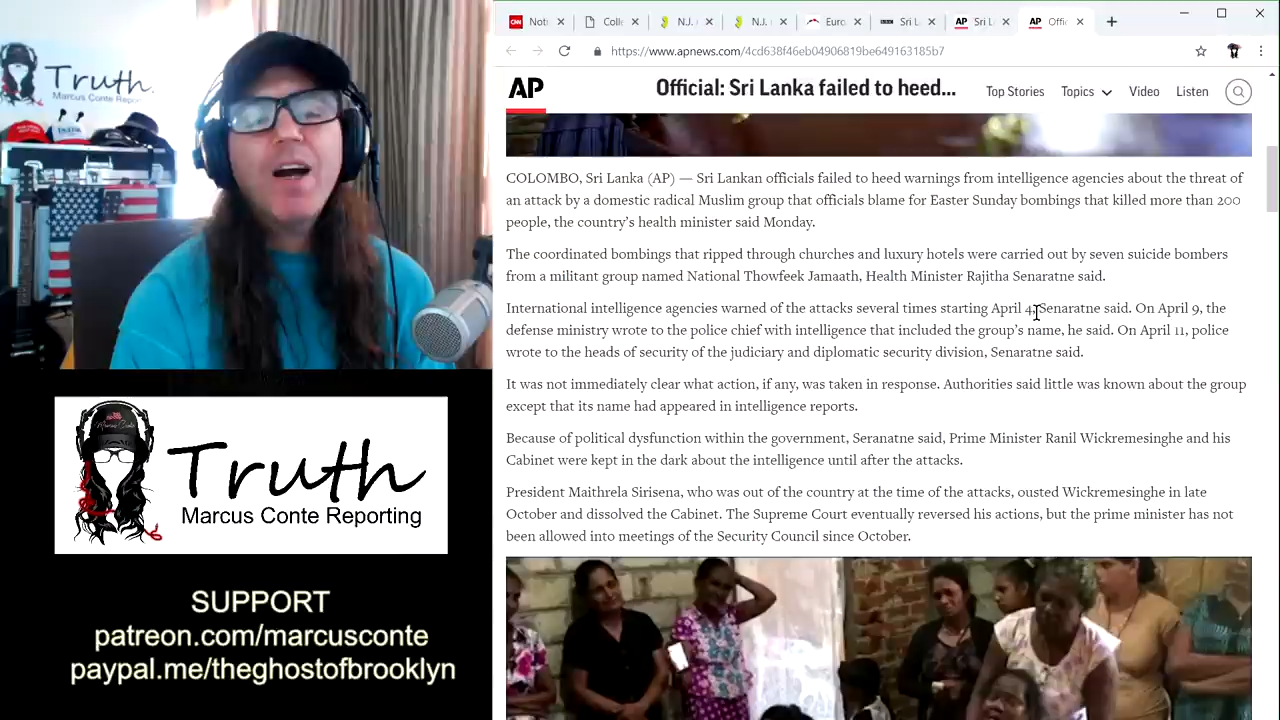 Truth.
Marcus Conte Repor
Note
Colle
N.J. (
N.J. (
Euro
Sri L
Sri L
Offic
https://www.apnews.com/4cd638f46eb04906819be649163185b7
AP
Official: Sri Lanka failed to heed...
Top Stories
Topics
Video
Listen
COLOMBO, Sri Lanka (AP) — Sri Lankan officials failed to heed warnings from intelligence agencies about the threat of
an attack by a domestic radical Muslim group that officials blame for Easter Sunday bombings that killed more than 200
people, the country's health minister said Monday.
The coordinated bombings that ripped through churches and luxury hotels were carried out by seven suicide bombers
from a militant group named National Thowfeek Jamaath, Health Minister Rajitha Senaratne said.
International intelligence agencies warned of the attacks several times starting April 4, Senaratne said. On April 9, the
defense ministry wrote to the police chief with intelligence that included the group's name, he said. On April 11, police
wrote to the heads of security of the judiciary and diplomatic security division, Senaratne said.
It was not immediately clear what action, if any, was taken in response. Authorities said little was known about the group
except that its name had appeared in intelligence reports.
Because of political dysfunction within the government, Seranatne said, Prime Minister Ranil Wickremesinghe and his
Cabinet were kept in the dark about the intelligence until after the attacks.
President Maithrela Sirisena, who was out of the country at the time of the attacks, ousted Wickremesinghe in late
October and dissolved the Cabinet. The Supreme Court eventually reversed his actions, but the prime minister has not
been allowed into meetings of the Security Council since October.
Truth
Marcus Conte Reporting
SUPPORT
patreon.com/marcusconte
paypal.me/theghostofbrooklyn